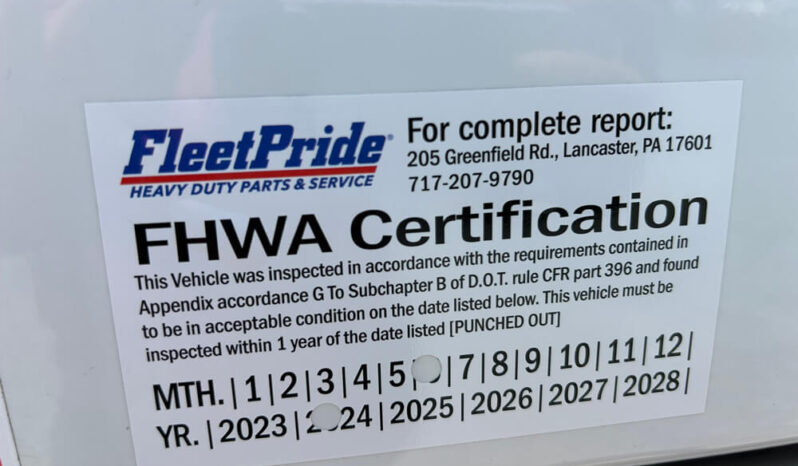 FleetPride
HEAVY DUTY PARTS & SERVICE
For complete report:
205 Greenfield Rd., Lancaster, PA 17601
717-207-9790
FHWA Certification
This Vehicle was inspected in accordance with the requirements contained in
Appendix accordance G To Subchapter B of D.O.T. rule CFR part 396 and found
to be in acceptable condition on the date listed below. This vehicle must be
inspected within 1 year of the date listed [PUNCHED OUT]
MTH. | 1 | 2 | 3 | 4 | 5 | 7 | 8 | 9 | 10 | 11 | 12 |
YR. | 2023 | 2 24 | 2025 | 2026 | 2027 | 2028 |